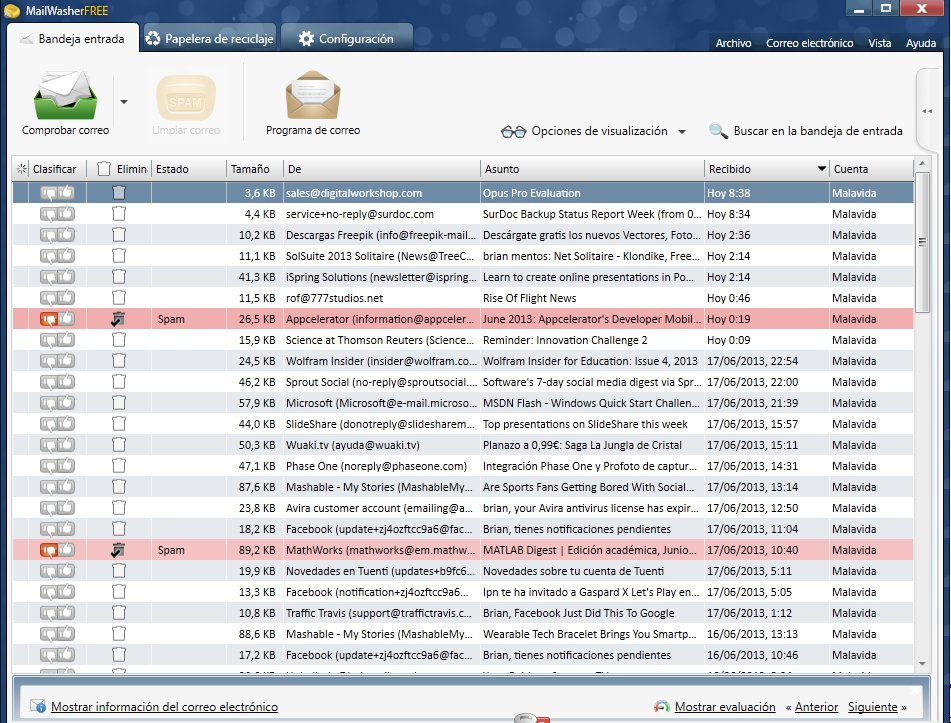 MailWasherFREE
Bandeja entrada Papelera de reciclaje Configuración
Archivo Correo electrónico Vista Ayuda
SPAM
Comprobar correo Limpiar correo Programa de correo
Opciones de visualización Buscar en la bandeja de entrada
Clasificar Elimin Estado Tamaño De Asunto Recibido Cuenta
3,6 KB sales@digitalworkshop.com Opus Pro Evaluation Hoy 8:38 Malavida
4,4 KB service+no-reply@surdoc.com SurDoc Backup Status Report Week (from 0... Hoy 8:34 Malavida
10,2 KB Descargas Freepik (info@freepik-mail... Descárgate gratis los nuevos Vectores, Foto... Hoy 2:36 Malavida
11,1 KB SolSuite 2013 Solitaire (News@TreeC... brian mentors: Net Solitaire - Klondike, Free... Hoy 2:14 Malavida
41,3 KB iSpring Solutions (newsletter@ispring... Learn to create online presentations in Po... Hoy 2:14 Malavida
11,5 KB rof@777studios.net Rise Of Flight News Hoy 0:46 Malavida
Spam 26,5 KB Appcelerator (information@appceler... June 2013: Appcelerator's Developer Mobil... Hoy 0:19 Malavida
15,9 KB Science at Thomson Reuters (Science... Reminder: Innovation Challenge 2 Hoy 0:09 Malavida
24,5 KB Wolfram Insider (insider@wolfram.co... Wolfram Insider for Education: Issue 4, 2013 17/06/2013, 22:54 Malavida
46,2 KB Sprout Social (no-reply@sproutsocial.... Software's 7-day social media digest via Spr... 17/06/2013, 22:00 Malavida
57,9 KB Microsoft (Microsoft@e-mail.microso... MSDN Flash - Windows Quick Start Challen... 17/06/2013, 21:39 Malavida
44,0 KB SlideShare (donotreply@slidesharem... Top presentations on SlideShare this week 17/06/2013, 15:57 Malavida
50,3 KB Wuaki.tv (ayuda@wuaki.tv) Planazo a 0,99€: Saga La Jungla de Cristal 17/06/2013, 15:11 Malavida
47,1 KB Phase One (noreply@phaseone.com) Integración Phase One y Profoto de captur... 17/06/2013, 14:31 Malavida
87,6 KB Mashable - My Stories (MashableMy... Are Sports Fans Getting Bored With Social... 17/06/2013, 13:14 Malavida
23,8 KB Avira customer account (emailing@a... brian, your Avira antivirus license has expir... 17/06/2013, 12:50 Malavida
18,2 KB Facebook (update+zj4ozftcc9a6@fac... Brian, tienes notificaciones pendientes 17/06/2013, 11:04 Malavida
Spam 89,2 KB MathWorks (mathworks@em.mathw... MATLAB Digest | Edición académica, Junio... 17/06/2013, 10:40 Malavida
19,9 KB Novedades en Tuenti (updates+b9fc6... Novedades sobre tu cuenta de Tuenti 17/06/2013, 5:11 Malavida
13,3 KB Facebook (notification+zj4ozftcc9a6... Ipn te ha invitado a Gaspard X Let's Play en... 17/06/2013, 5:05 Malavida
10,8 KB Traffic Travis (support@traffictravis.c... Brian, Facebook Just Did This To Google 17/06/2013, 1:12 Malavida
88,6 KB Mashable - My Stories (MashableMy... Wearable Tech Bracelet Brings You Smartp... 16/06/2013, 13:13 Malavida
17,2 KB Facebook (update+zj4ozftcc9a6@fac... Brian, tienes notificaciones pendientes 16/06/2013, 10:46 Malavida
Mostrar información del correo electrónico Mostrar evaluación « Anterior Siguiente »